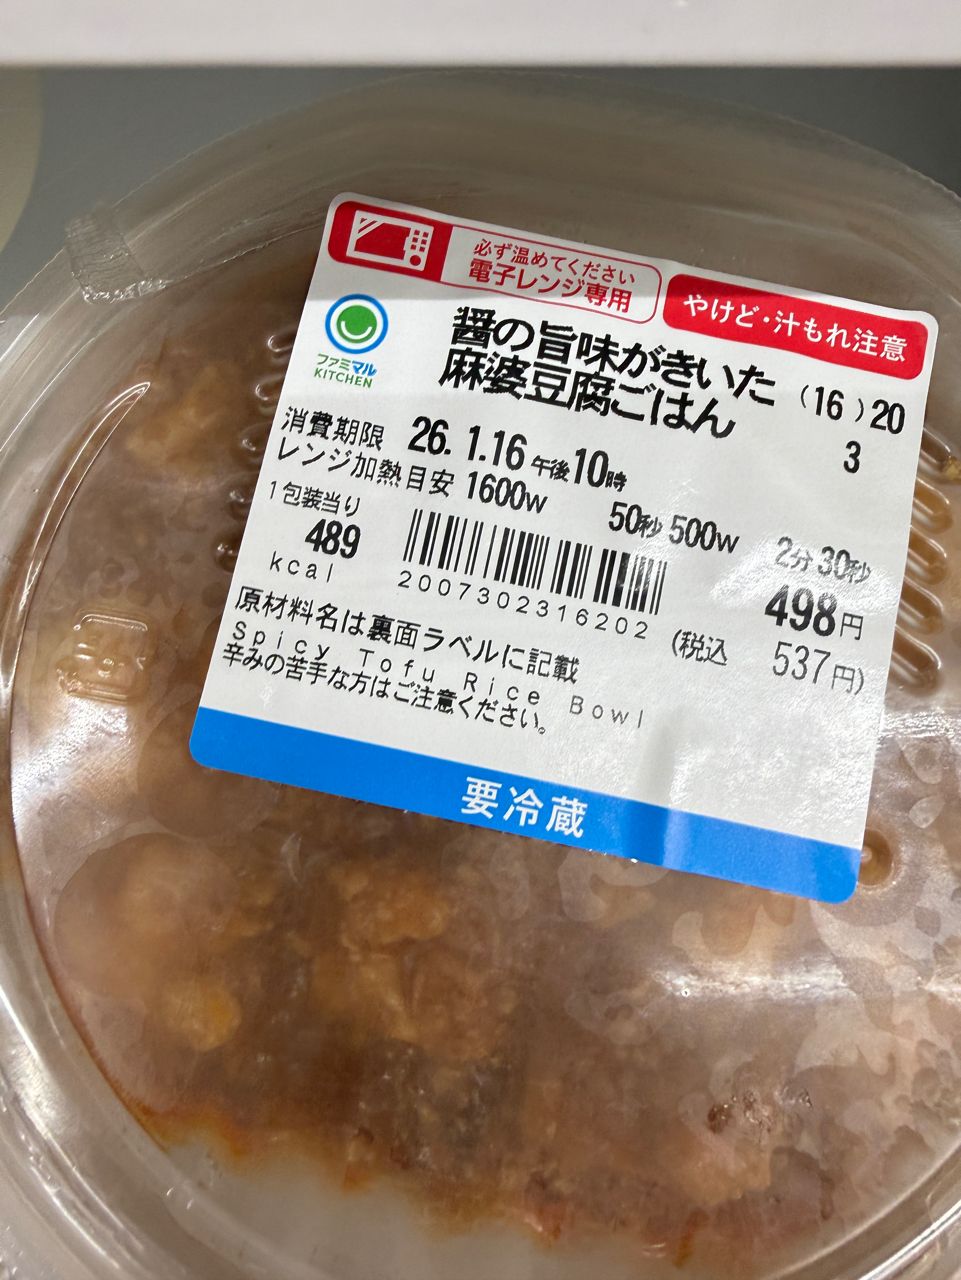 必ず温めてください
電子レンジ専用
やけど・汁もれ注意
ファミマル
KITCHEN
醤の旨味がきいた
麻婆豆腐ごはん
(16)20
3
消費期限 26. 1.16 午後10時
レンジ加熱目安 1600W 50秒 500W 2分30秒
1包装当り
489
kcal
2007302316202
498円
(税込 537円)
原材料名は裏面ラベルに記載
Spicy Tofu Rice Bowl
辛みの苦手な方はご注意ください。
要冷蔵